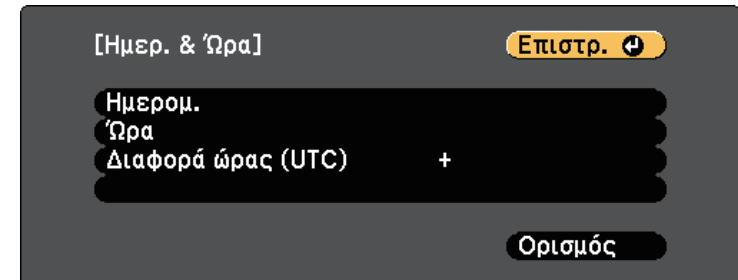 [Ημερ. & Ώρα] Επιστρ.
Ημερομ.
Ώρα
Διαφορά ώρας (UTC) +
Ορισμός